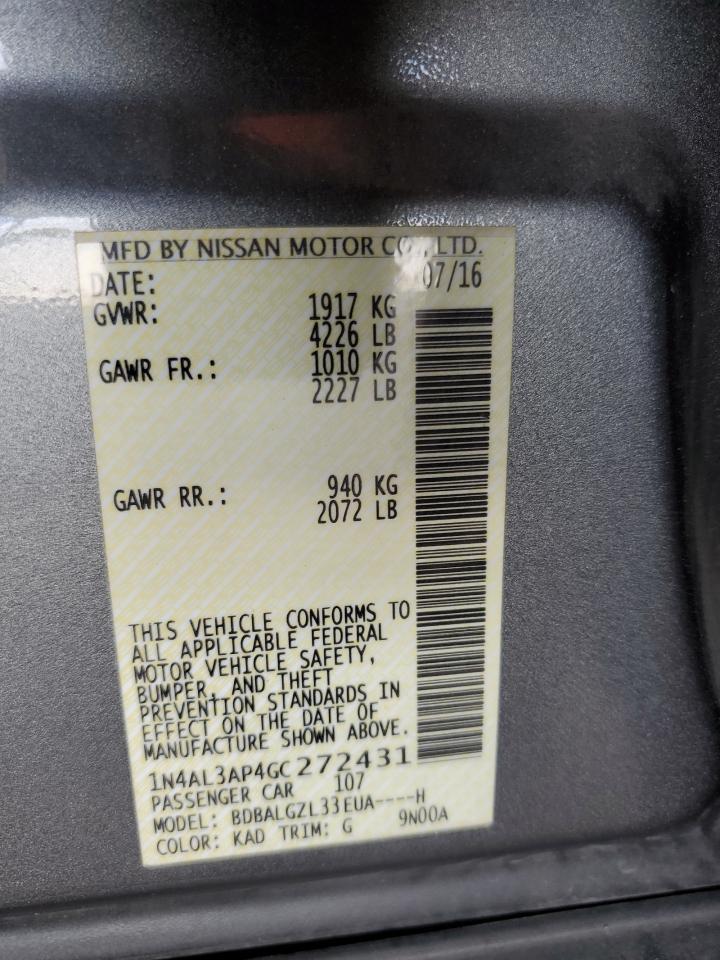 MFD BY NISSAN MOTOR CO., LTD.
DATE: 07/16
GVWR: 1917 KG
4226 LB
GAWR FR.: 1010 KG
2227 LB
GAWR RR.: 940 KG
2072 LB
THIS VEHICLE CONFORMS TO
ALL APPLICABLE FEDERAL
MOTOR VEHICLE SAFETY,
BUMPER, AND THEFT
PREVENTION STANDARDS IN
EFFECT ON THE DATE OF
MANUFACTURE SHOWN ABOVE.
1N4AL3AP4GC272431
PASSENGER CAR 107
MODEL: BDBALGZL33EUA----H
COLOR: KAD TRIM: G 9N00A